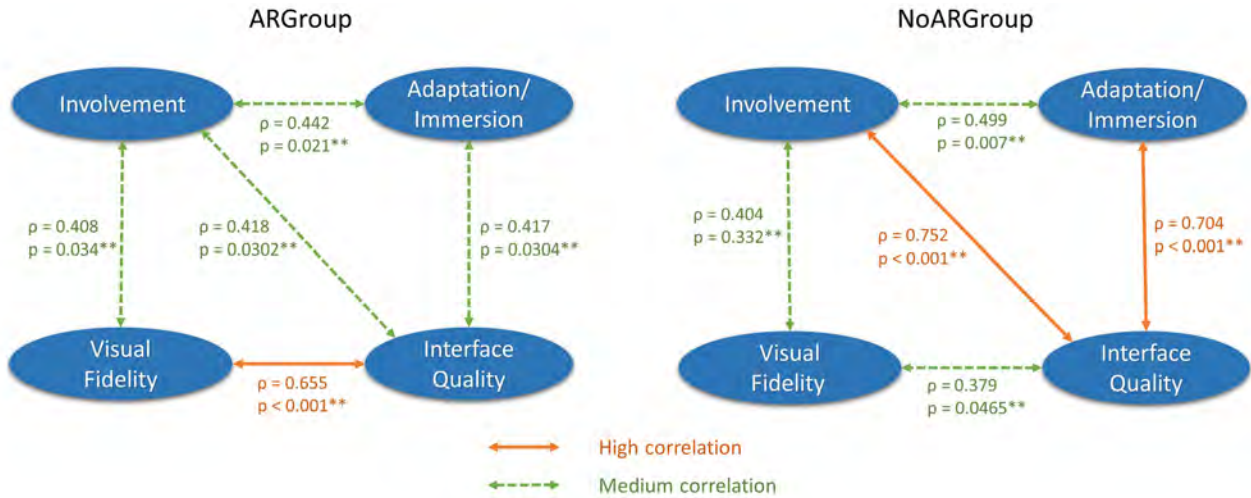 ARGroup
Involvement
Adaptation/
Immersion
ρ = 0.442
p = 0.021**
ρ = 0.408
p = 0.034**
ρ = 0.418
p = 0.0302**
ρ = 0.417
p = 0.0304**
Visual
Fidelity
Interface
Quality
ρ = 0.655
p < 0.001**
NoARGroup
Involvement
Adaptation/
Immersion
ρ = 0.499
p = 0.007**
ρ = 0.404
p = 0.332**
ρ = 0.752
p < 0.001**
ρ = 0.704
p < 0.001**
Visual
Fidelity
Interface
Quality
ρ = 0.379
p = 0.0465**
High correlation
Medium correlation